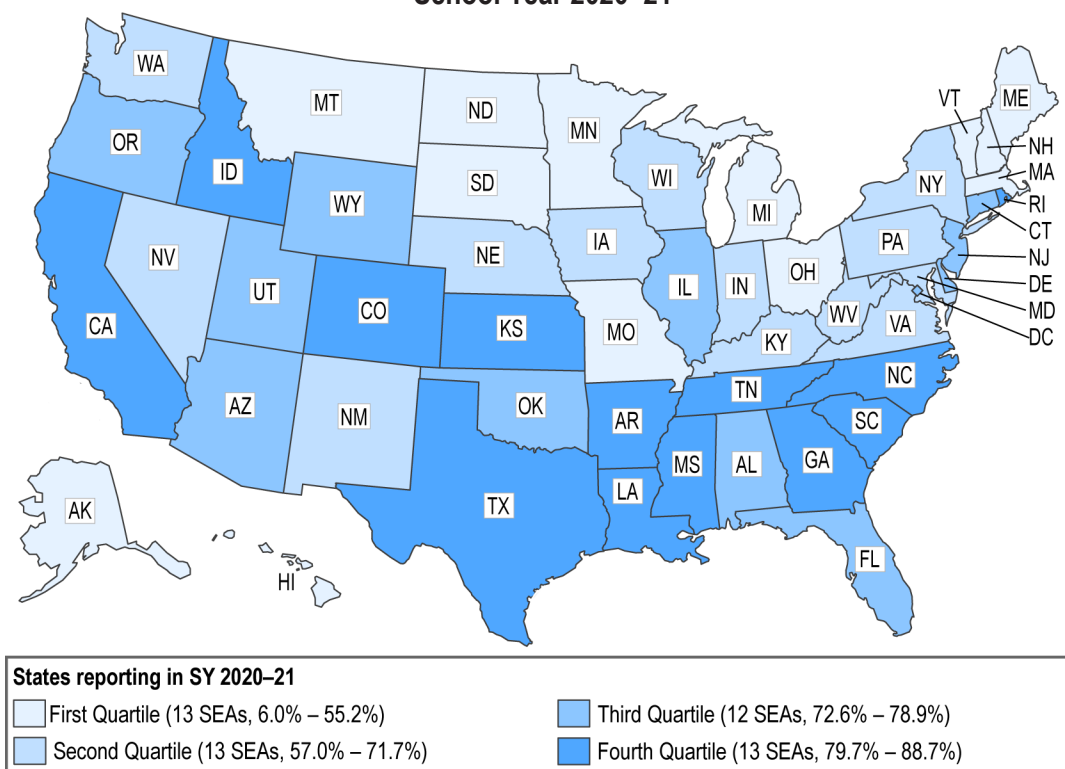 School Year 2020–21
WA
MT
ND
MN
VT
ME
OR
ID
SD
WI
NH
MA
WY
MI
NY
RI
CT
NV
NE
IA
PA
NJ
UT
IL
IN
OH
DE
CA
CO
KS
MO
WV
VA
MD
DC
KY
AZ
NM
OK
TN
NC
AR
SC
MS
AL
GA
LA
TX
AK
FL
HI
States reporting in SY 2020–21
First Quartile (13 SEAs, 6.0% – 55.2%)
Third Quartile (12 SEAs, 72.6% – 78.9%)
Second Quartile (13 SEAs, 57.0% – 71.7%)
Fourth Quartile (13 SEAs, 79.7% – 88.7%)